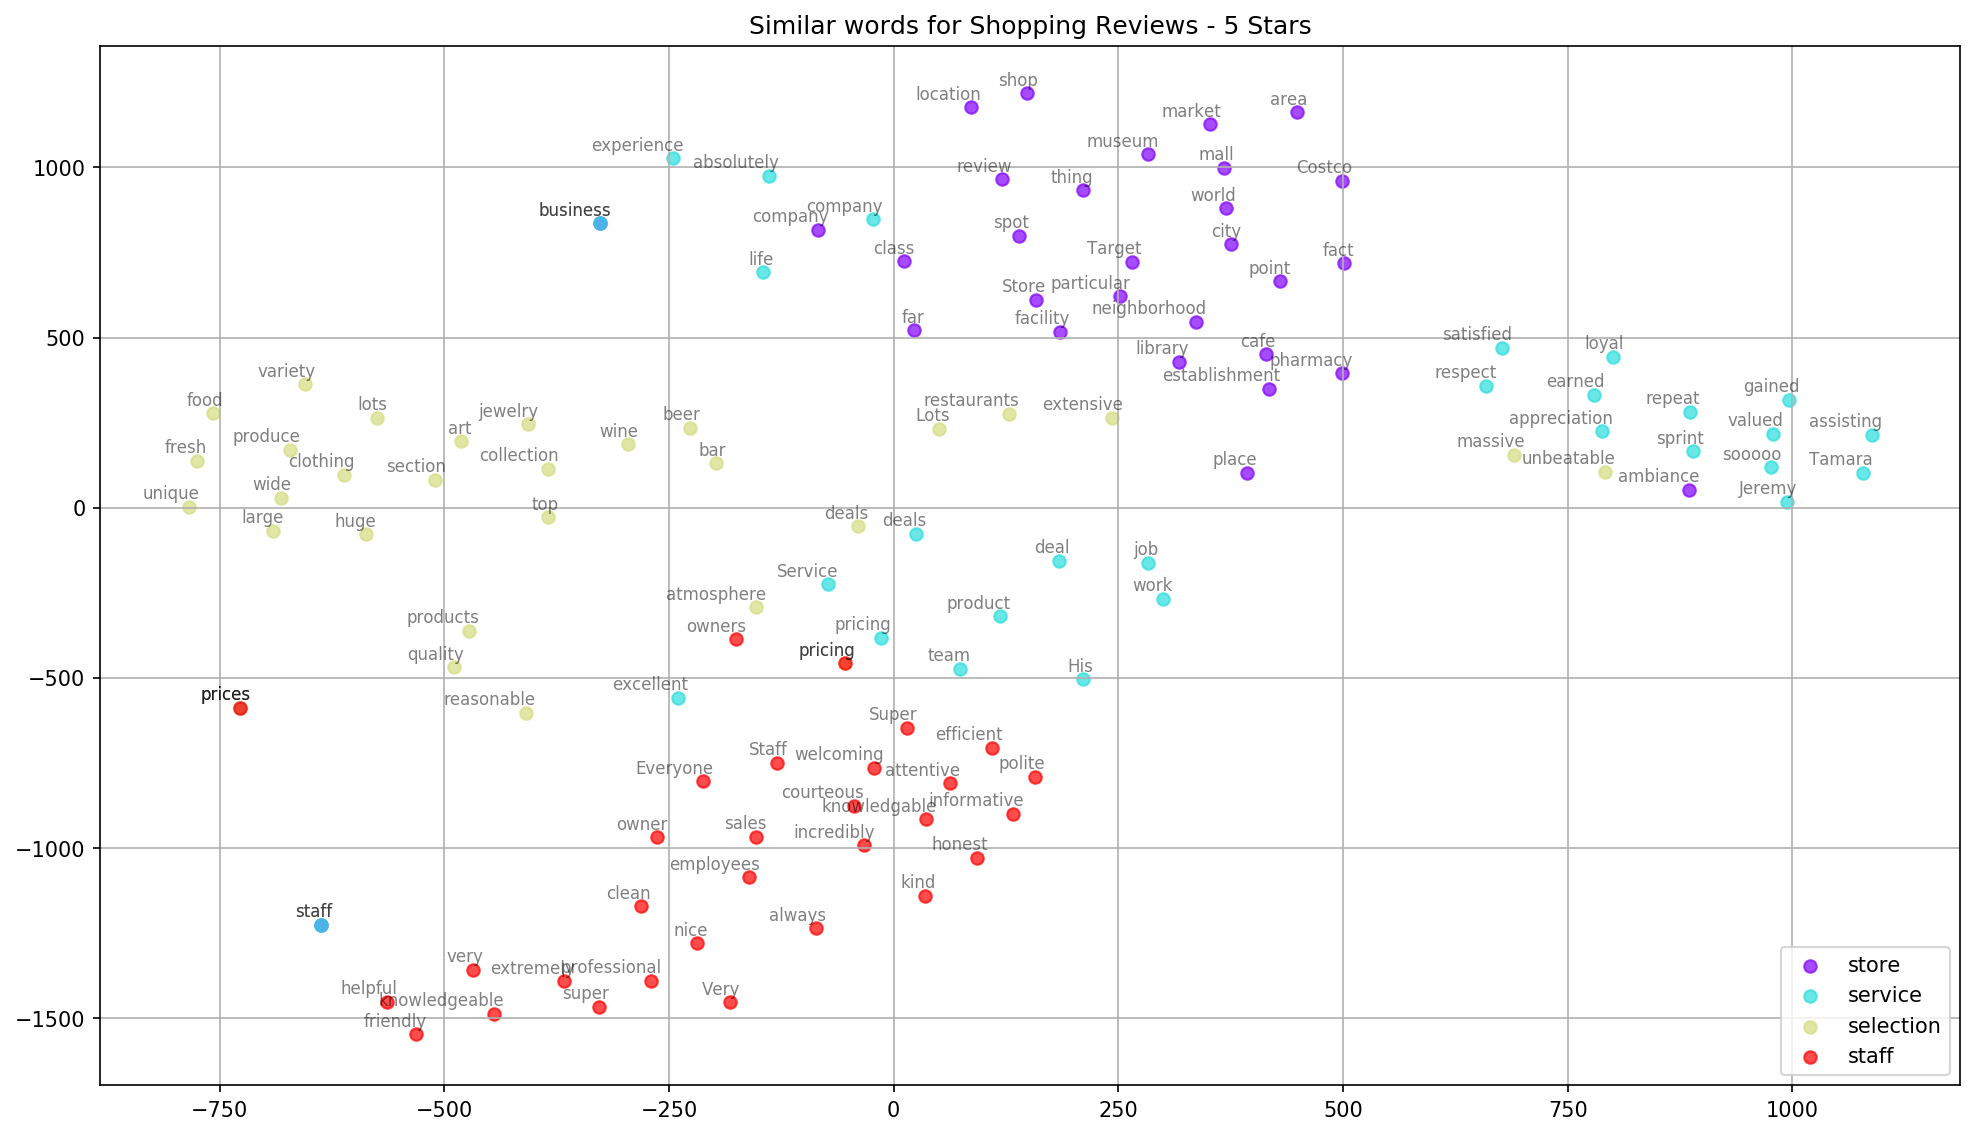 Similar words for Shopping Reviews - 5 Stars
shop
location
area
market
museum
experience
mall
absolutely
review
Costco
thing
world
business
company
company
spot
city
class
Target
fact
life
point
particular
Store
neighborhood
far
facility
satisfied
cafe
loyal
library
pharmacy
variety
establishment
respect
earned
gained
food
lots
restaurants
extensive
repeat
jewelry
beer
Lots
appreciation
valued
assisting
art
wine
produce
fresh
massive
sprint
clothing
section
collection
bar
place
unbeatable
sooooo
Tamara
wide
ambiance
unique
Jeremy
large
huge
top
deals
deals
deal
job
Service
work
atmosphere
product
products
owners
pricing
quality
pricing
team
His
prices
reasonable
excellent
Super
efficient
Staff
welcoming
Everyone
attentive
polite
courteous
knowledgable
informative
owner
sales
incredibly
honest
employees
clean
kind
staff
always
nice
very
extremely
professional
helpful
knowledgeable
super
Very
friendly
1000
500
0
−500
−1000
−1500
−750
−500
−250
0
250
500
750
1000
store
service
selection
staff